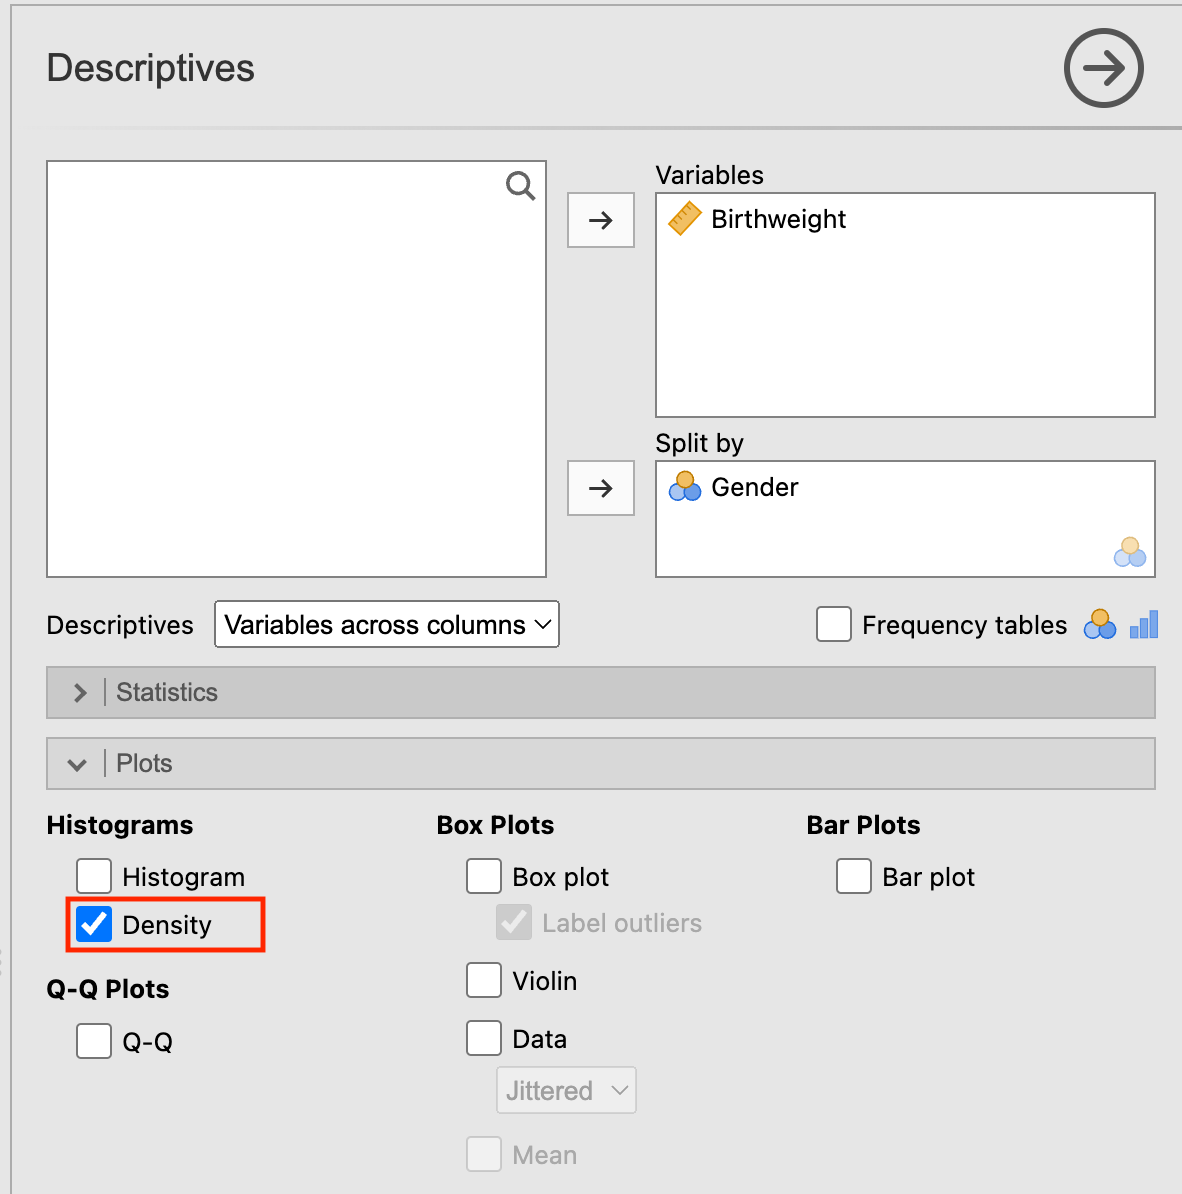 Descriptives
Variables
Birthweight
Split by
Gender
Descriptives
Variables across columns
Frequency tables
Statistics
Plots
Histograms
Histogram
Density
Q-Q Plots
Q-Q
Box Plots
Box plot
Label outliers
Violin
Data
Jittered
Mean
Bar Plots
Bar plot